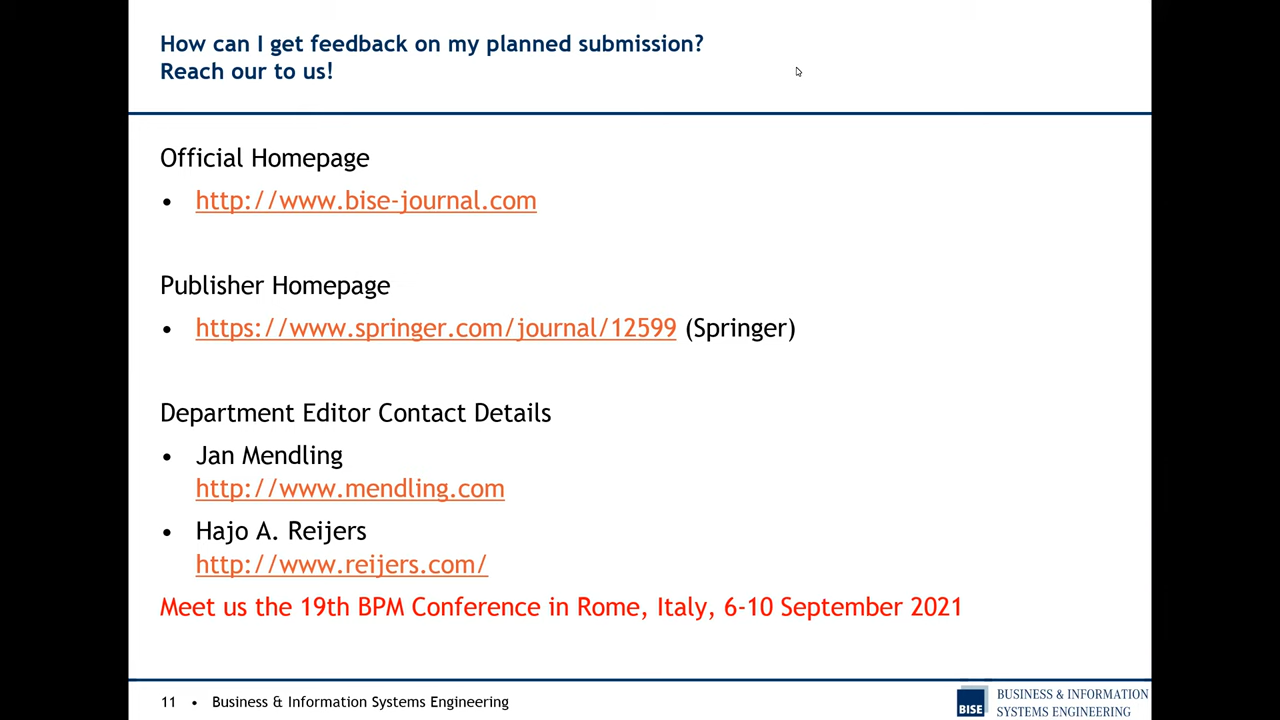 How can I get feedback on my planned submission?
Reach our to us!
Official Homepage
• http://www.bise-journal.com
Publisher Homepage
• https://www.springer.com/journal/12599 (Springer)
Department Editor Contact Details
• Jan Mendling
http://www.mendling.com
• Hajo A. Reijers
http://www.reijers.com/
Meet us the 19th BPM Conference in Rome, Italy, 6-10 September 2021
11 • Business & Information Systems Engineering
BISE
BUSINESS & INFORMATION
SYSTEMS ENGINEERING